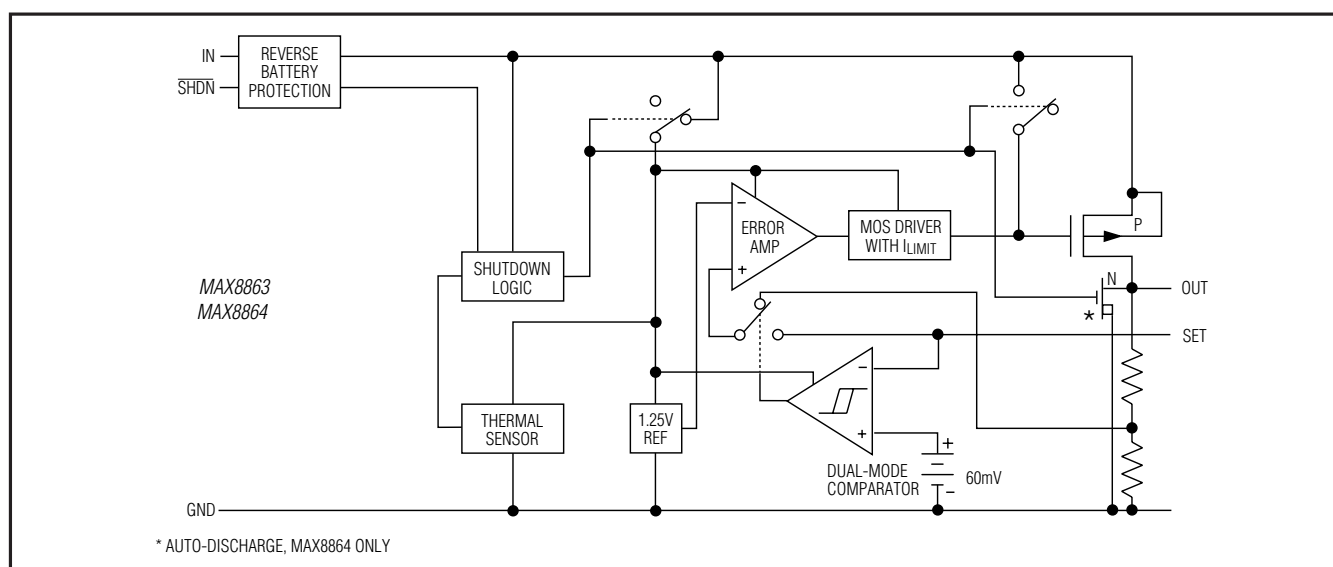 IN
SHDN
REVERSE
BATTERY
PROTECTION
MAX8863
MAX8864
SHUTDOWN
LOGIC
THERMAL
SENSOR
1.25V
REF
−
+
ERROR
AMP
MOS DRIVER
WITH ILIMIT
P
N
*
OUT
SET
−
+
DUAL-MODE
COMPARATOR
+
−
60mV
GND
* AUTO-DISCHARGE, MAX8864 ONLY